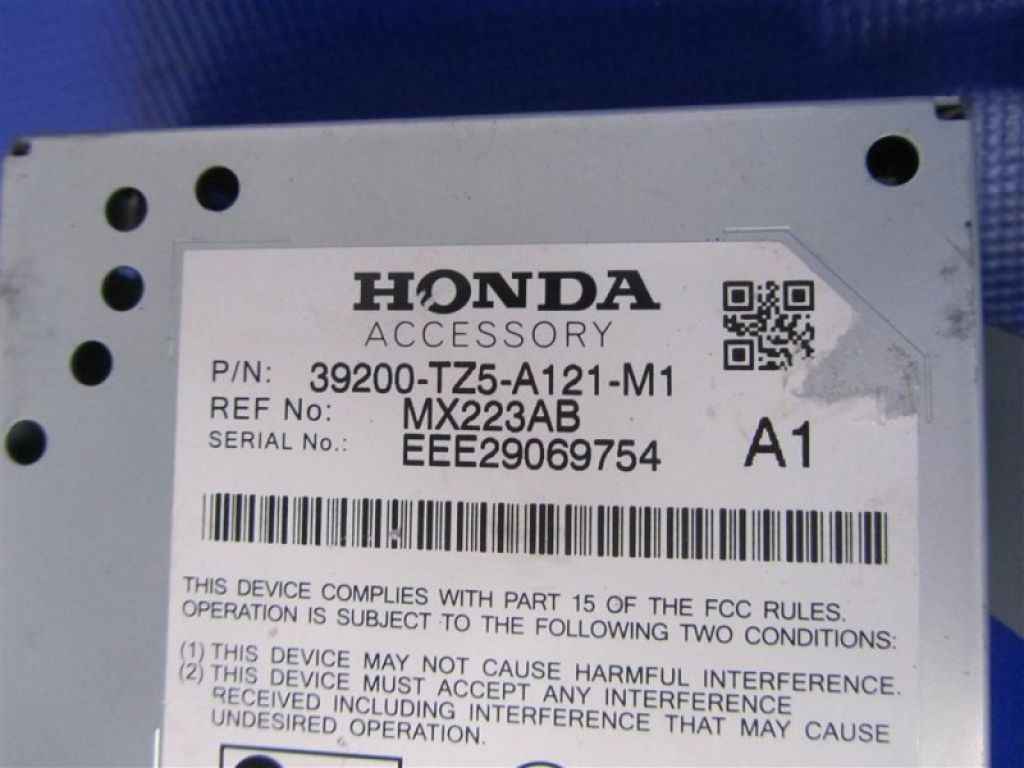 HONDA
ACCESSORY
P/N: 39200-TZ5-A121-M1
REF No: MX223AB
SERIAL No.: EEE29069754 A1
THIS DEVICE COMPLIES WITH PART 15 OF THE FCC RULES.
OPERATION IS SUBJECT TO THE FOLLOWING TWO CONDITIONS:
(1) THIS DEVICE MAY NOT CAUSE HARMFUL INTERFERENCE.
(2) THIS DEVICE MUST ACCEPT ANY INTERFERENCE
RECEIVED INCLUDING INTERFERENCE THAT MAY CAUSE
UNDESIRED OPERATION.